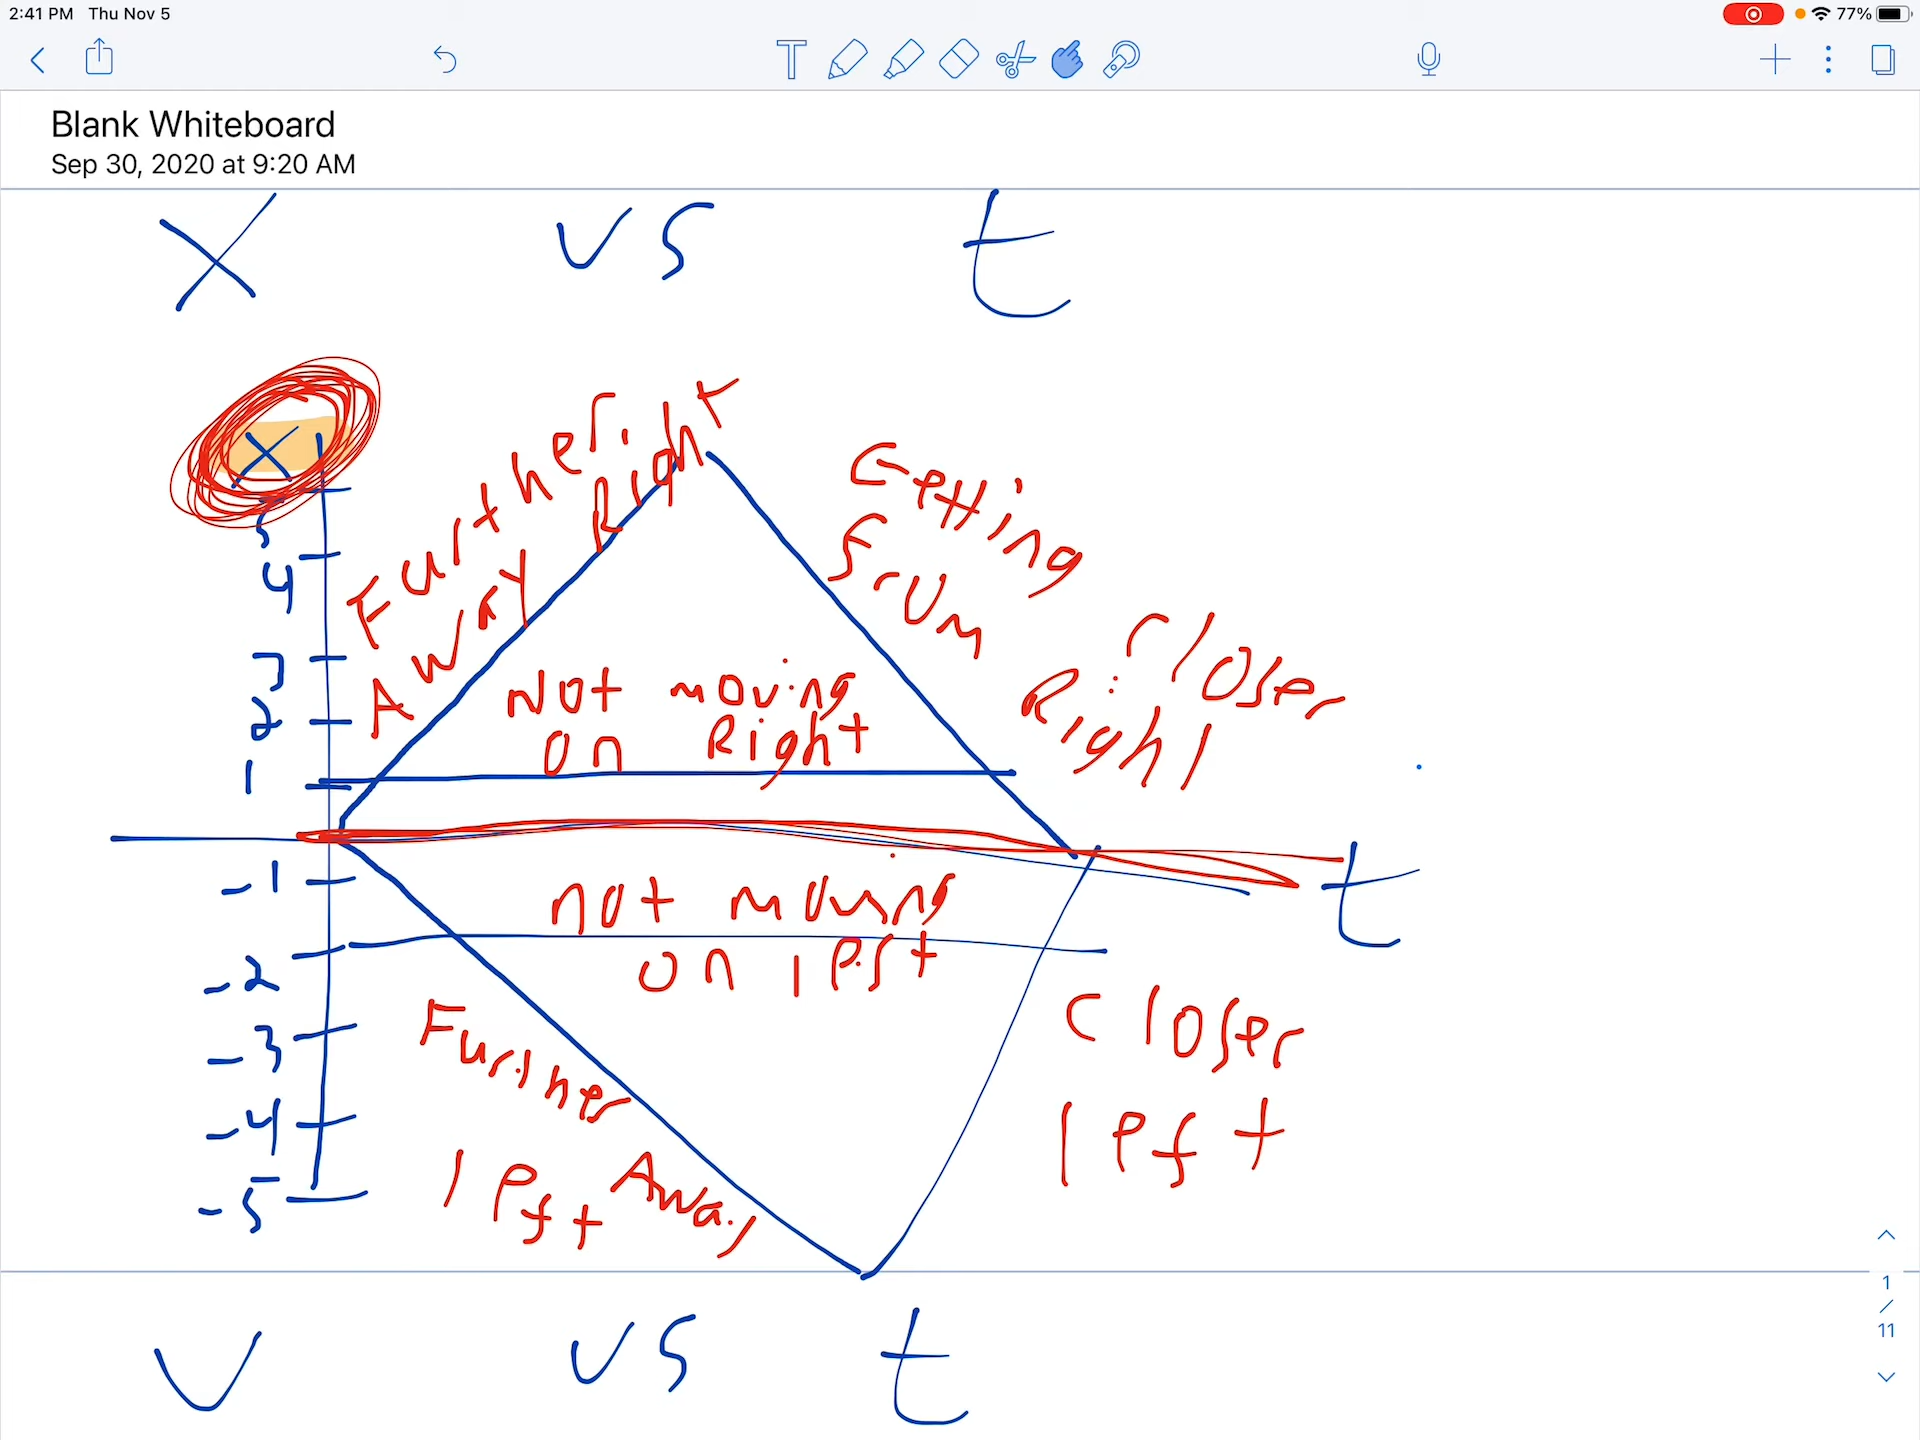 2:41 PM Thu Nov 5
77%
Blank Whiteboard
Sep 30, 2020 at 9:20 AM
X vs t
X
5
4
3
2
1
-1
-2
-3
-4
-5
Further
Away Right
Getting Closer
From Right
Not moving
on Right
t
not moving
on left
Further
left Away
Closer
left
1
/
11
V vs t